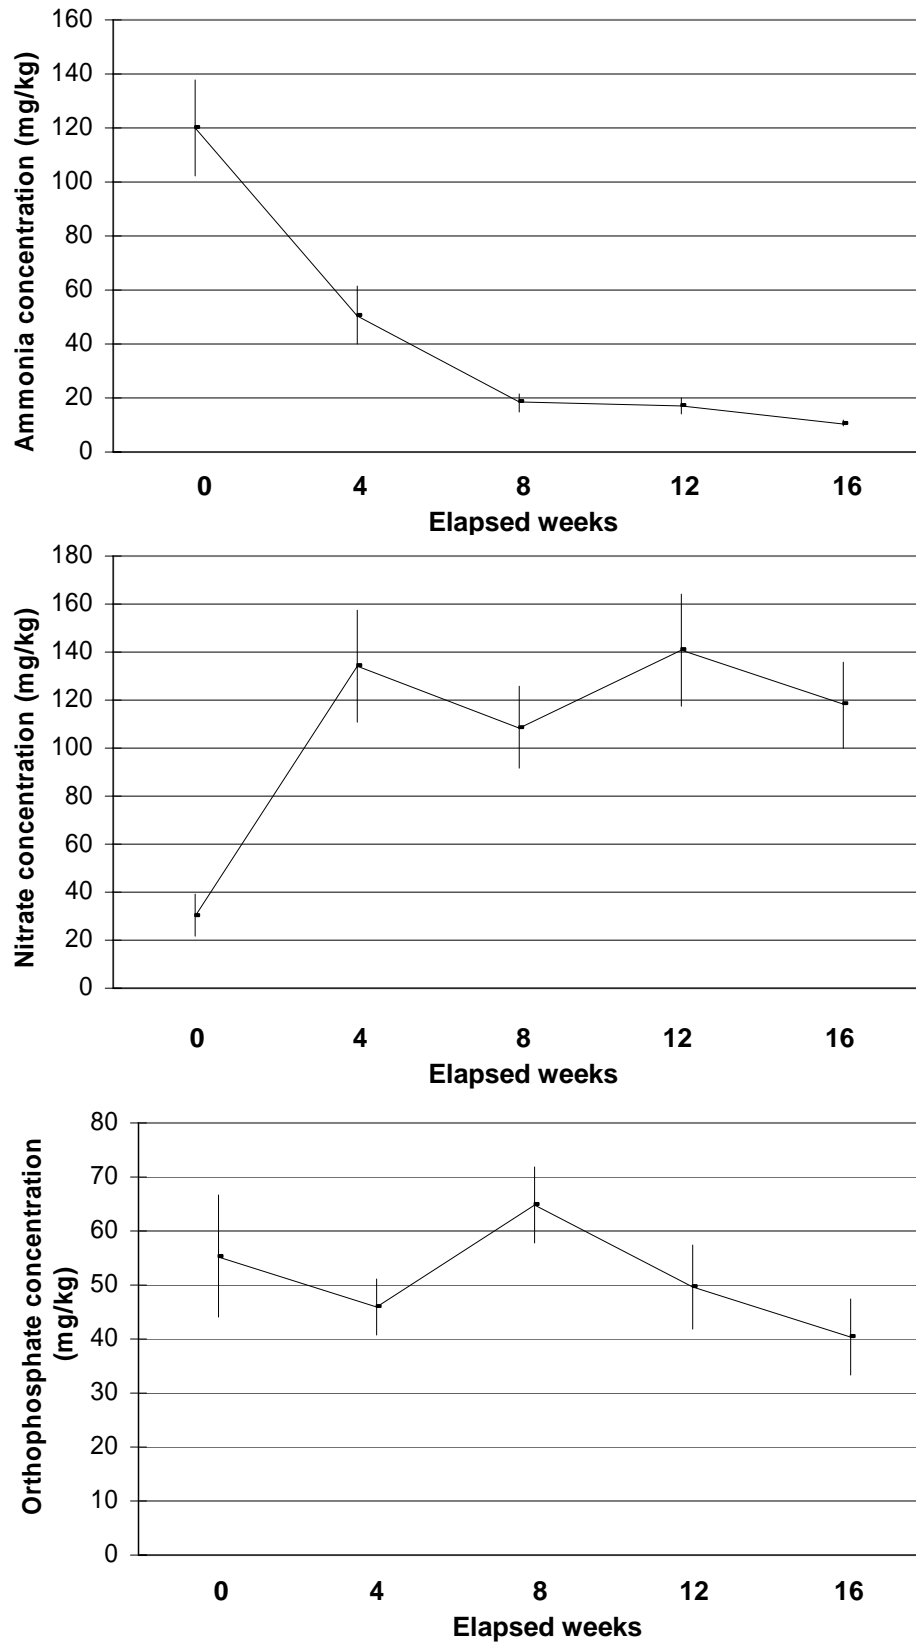 Ammonia concentration (mg/kg)
160
140
120
100
80
60
40
20
0
0 4 8 12 16
Elapsed weeks
Nitrate concentration (mg/kg)
180
160
140
120
100
80
60
40
20
0
0 4 8 12 16
Elapsed weeks
Orthophosphate concentration
(mg/kg)
80
70
60
50
40
30
20
10
0
0 4 8 12 16
Elapsed weeks